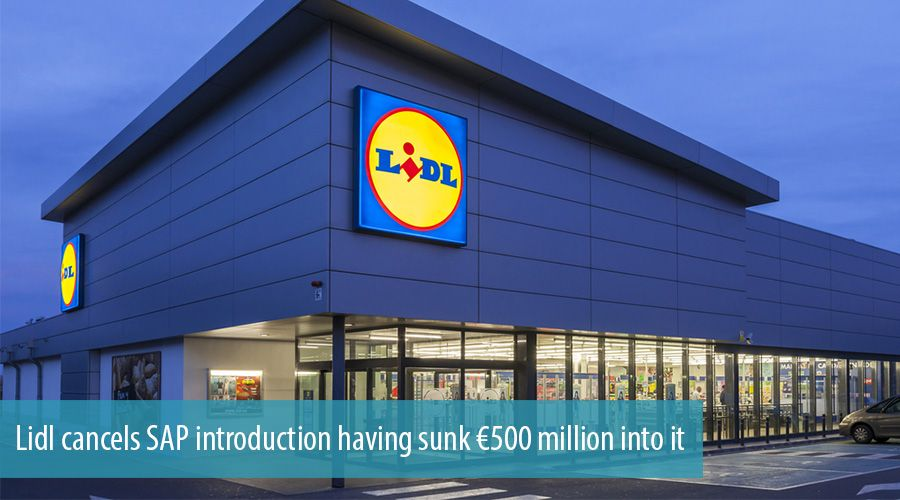 LIDL
LIDL
Lidl cancels SAP introduction having sunk €500 million into it